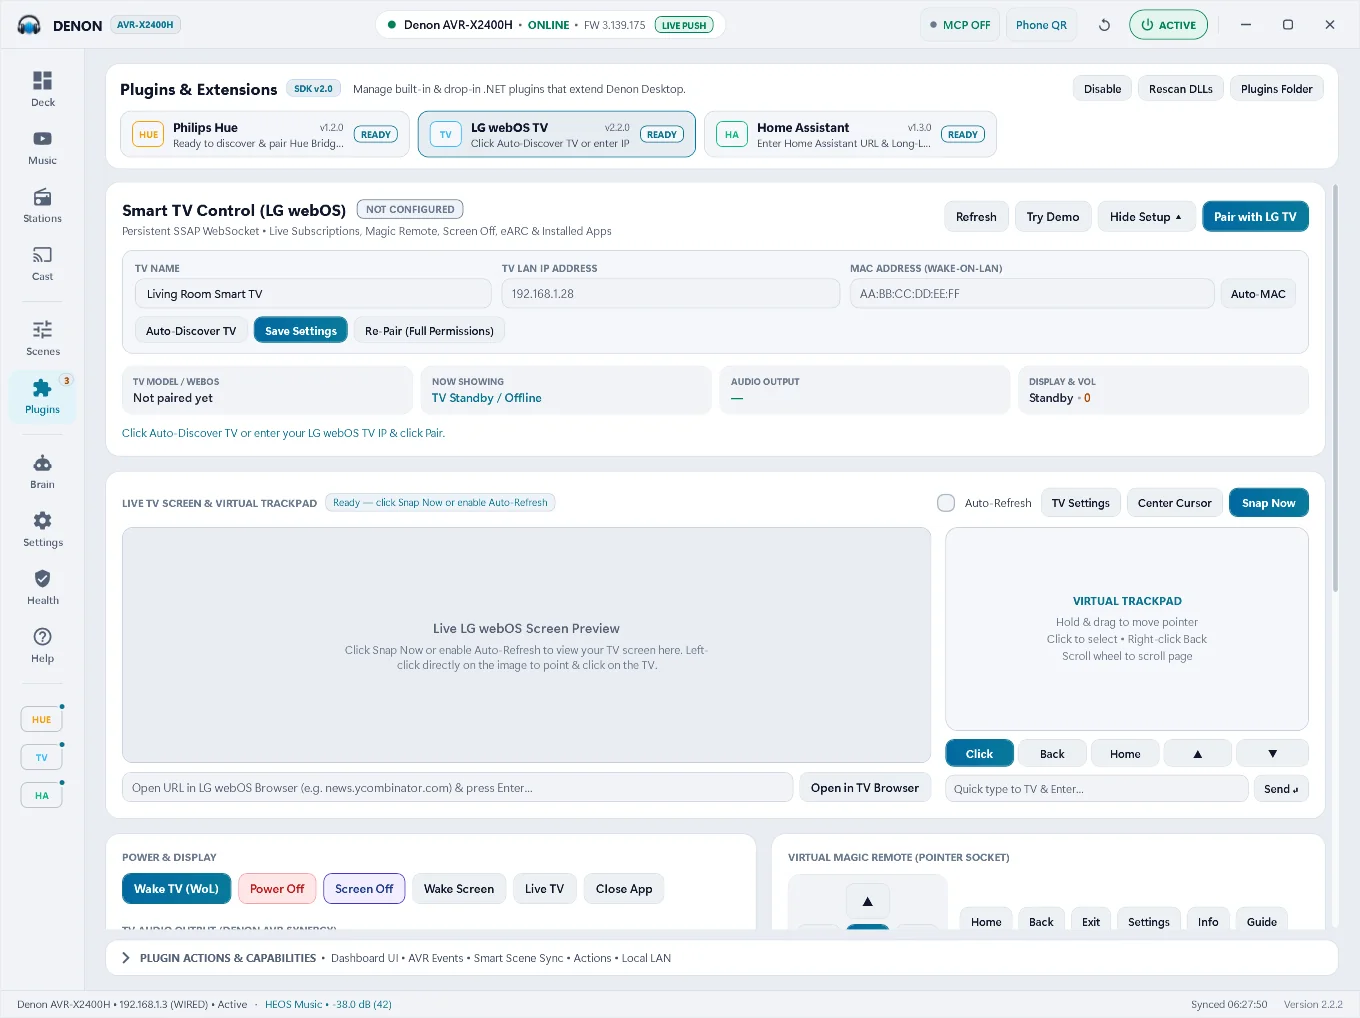 DENON AVR-X2400H
Denon AVR-X2400H • ONLINE • FW 3.139.175 LIVE PUSH
MCP OFF
Phone QR
ACTIVE
Deck
Music
Stations
Cast
Scenes
3
Plugins
Brain
Settings
Health
Help
HUE
TV
HA
Plugins & Extensions SDK v2.0 Manage built-in & drop-in .NET plugins that extend Denon Desktop.
Disable
Rescan DLLs
Plugins Folder
HUE
Philips Hue v1.2.0
Ready to discover & pair Hue Bridg...
READY
TV
LG webOS TV v2.2.0
Click Auto-Discover TV or enter IP
READY
HA
Home Assistant v1.3.0
Enter Home Assistant URL & Long-L...
READY
Smart TV Control (LG webOS) NOT CONFIGURED
Persistent SSAP WebSocket • Live Subscriptions, Magic Remote, Screen Off, eARC & Installed Apps
Refresh
Try Demo
Hide Setup ▲
Pair with LG TV
TV NAME
Living Room Smart TV
TV LAN IP ADDRESS
192.168.1.28
MAC ADDRESS (WAKE-ON-LAN)
AA:BB:CC:DD:EE:FF
Auto-MAC
Auto-Discover TV
Save Settings
Re-Pair (Full Permissions)
TV MODEL / WEBOS
Not paired yet
NOW SHOWING
TV Standby / Offline
AUDIO OUTPUT
—
DISPLAY & VOL
Standby • 0
Click Auto-Discover TV or enter your LG webOS TV IP & click Pair.
LIVE TV SCREEN & VIRTUAL TRACKPAD Ready — click Snap Now or enable Auto-Refresh
Auto-Refresh
TV Settings
Center Cursor
Snap Now
Live LG webOS Screen Preview
Click Snap Now or enable Auto-Refresh to view your TV screen here. Left-
click directly on the image to point & click on the TV.
VIRTUAL TRACKPAD
Hold & drag to move pointer
Click to select • Right-click Back
Scroll wheel to scroll page
Click
Back
Home
▲
▼
Open URL in LG webOS Browser (e.g. news.ycombinator.com) & press Enter...
Open in TV Browser
Quick type to TV & Enter...
Send ↵
POWER & DISPLAY
Wake TV (WoL)
Power Off
Screen Off
Wake Screen
Live TV
Close App
TV AUDIO OUTPUT (DENON AVR SYNERGY)
VIRTUAL MAGIC REMOTE (POINTER SOCKET)
▲
Home
Back
Exit
Settings
Info
Guide
PLUGIN ACTIONS & CAPABILITIES • Dashboard UI • AVR Events • Smart Scene Sync • Actions • Local LAN
Denon AVR-X2400H • 192.168.1.3 (WIRED) • Active · HEOS Music • -38.0 dB (42)
Synced 06:27:50
Version 2.2.2